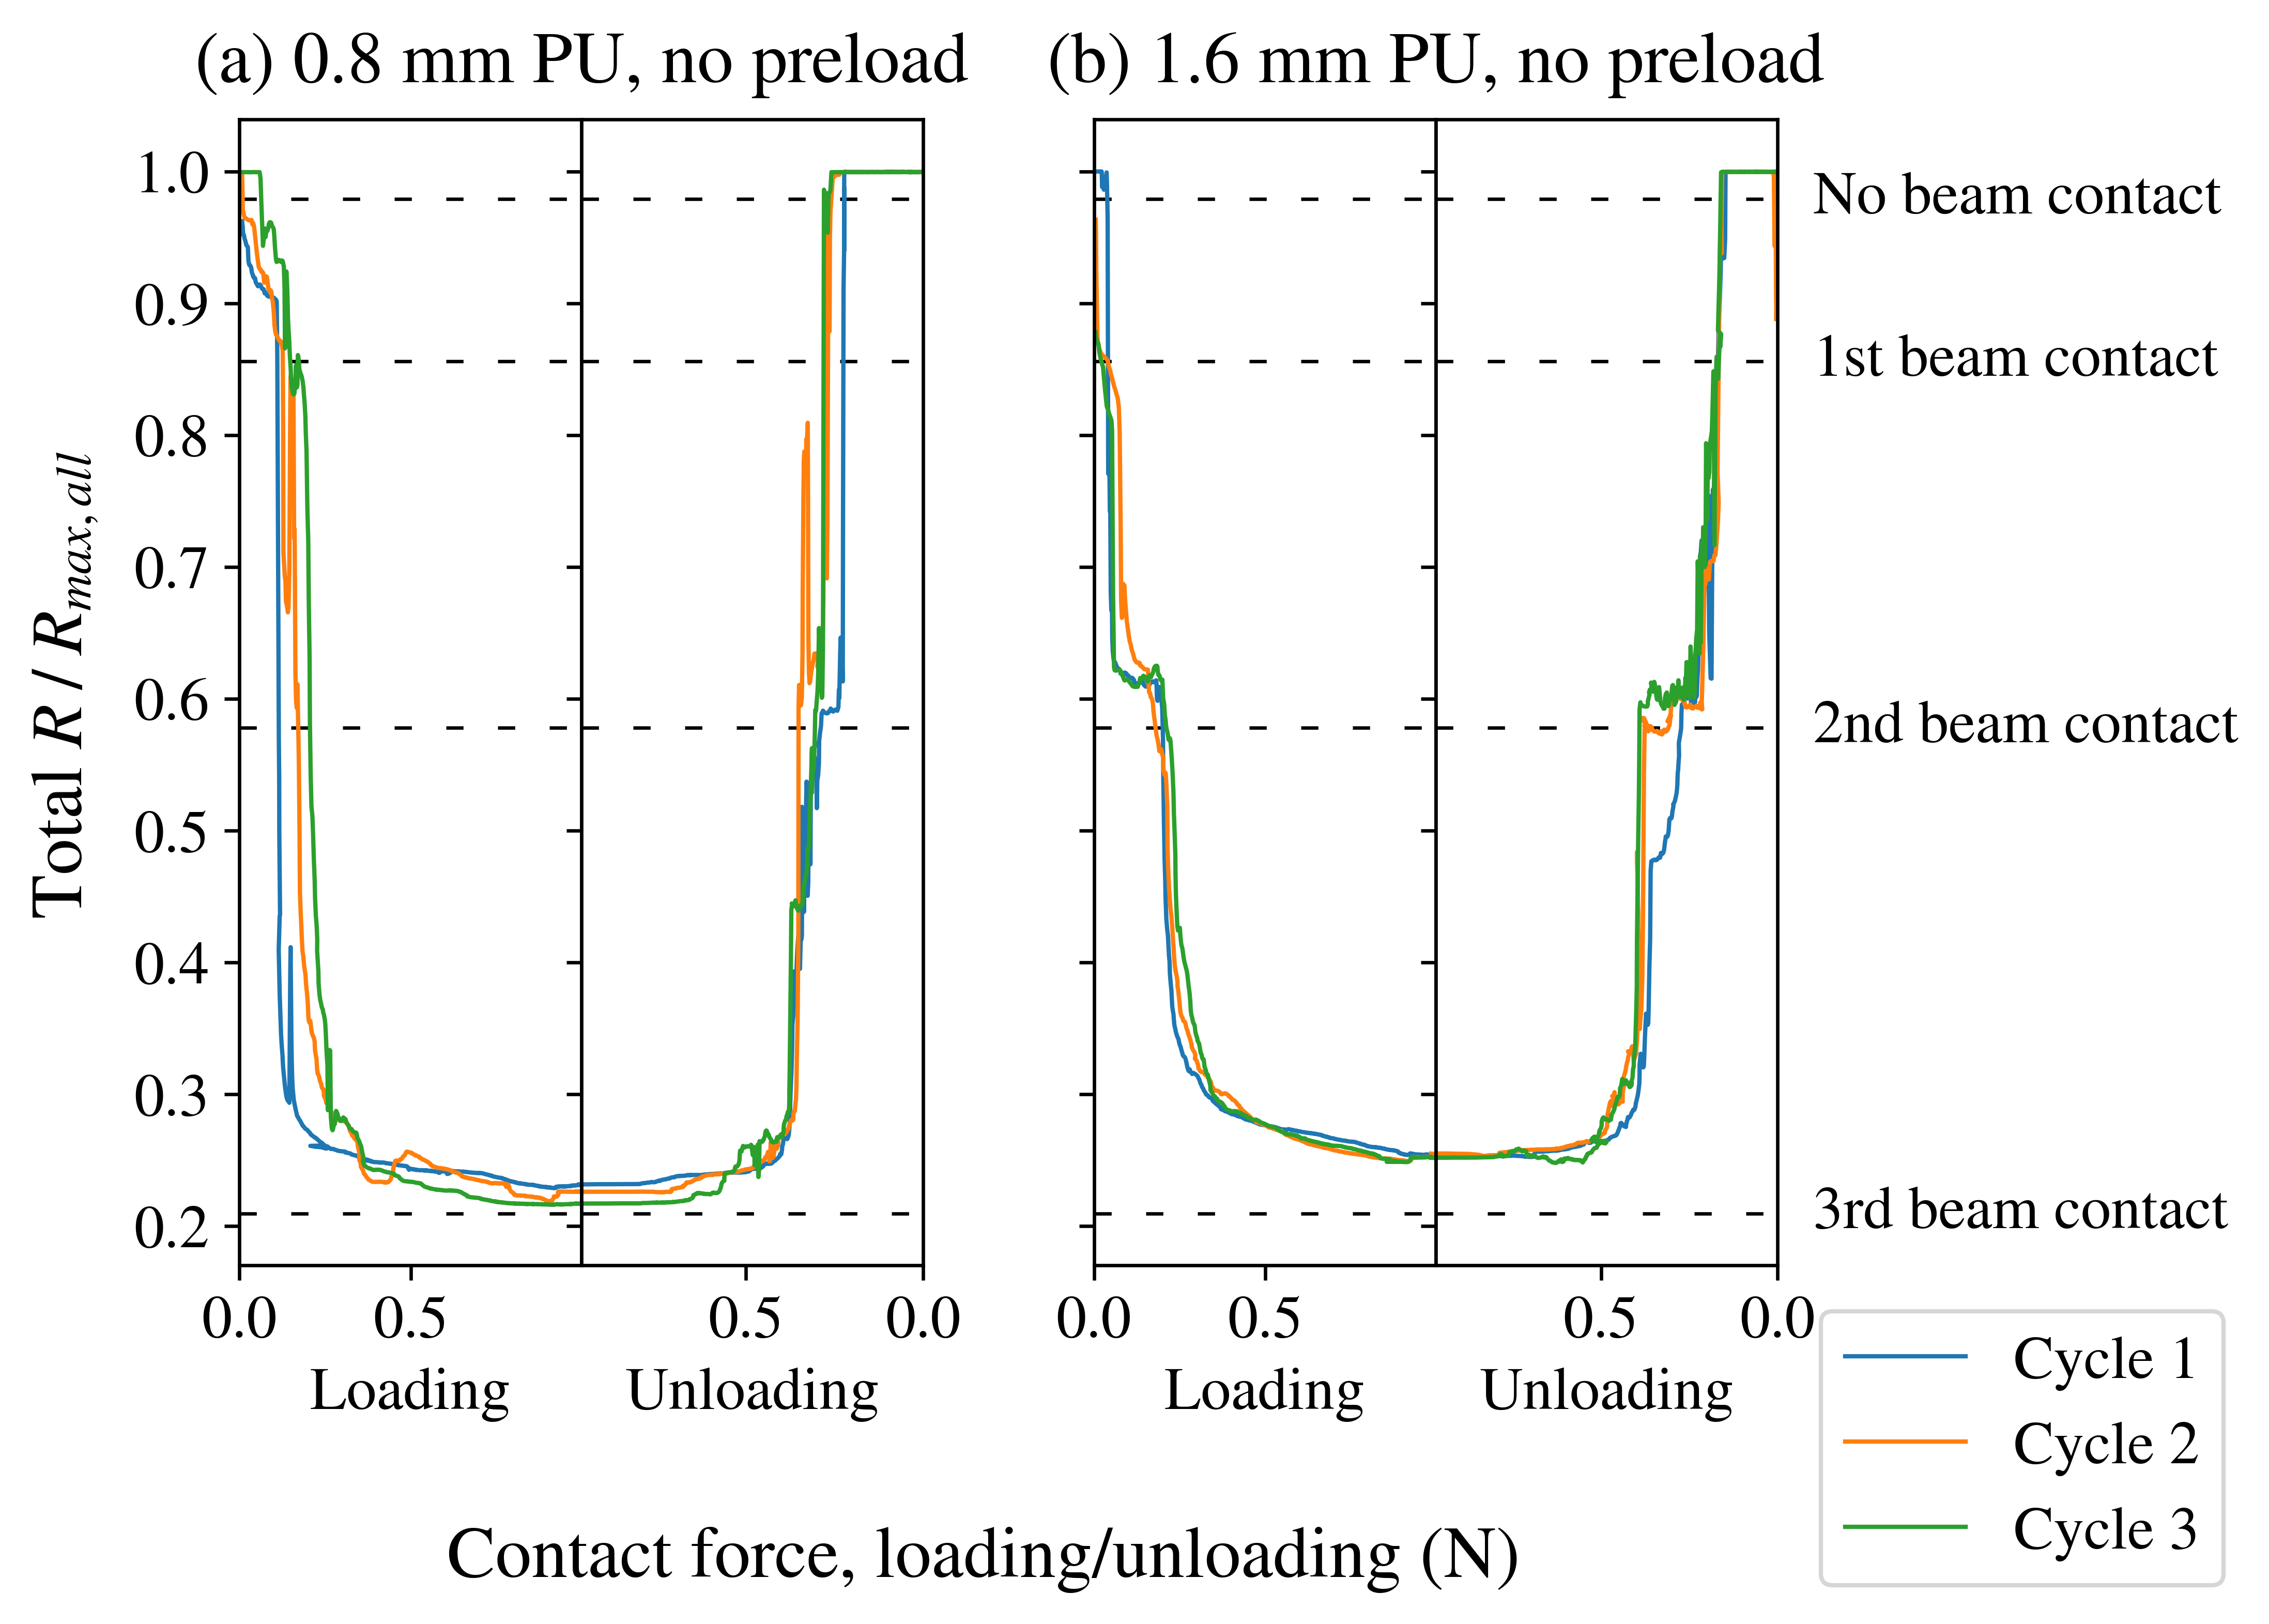 (a) 0.8 mm PU, no preload
(b) 1.6 mm PU, no preload
Total R / R_{max, all}
1.0
0.9
0.8
0.7
0.6
0.5
0.4
0.3
0.2
No beam contact
1st beam contact
2nd beam contact
3rd beam contact
0.0 0.5 0.5 0.0
0.0 0.5 0.5 0.0
Loading Unloading
Loading Unloading
Contact force, loading/unloading (N)
Cycle 1
Cycle 2
Cycle 3